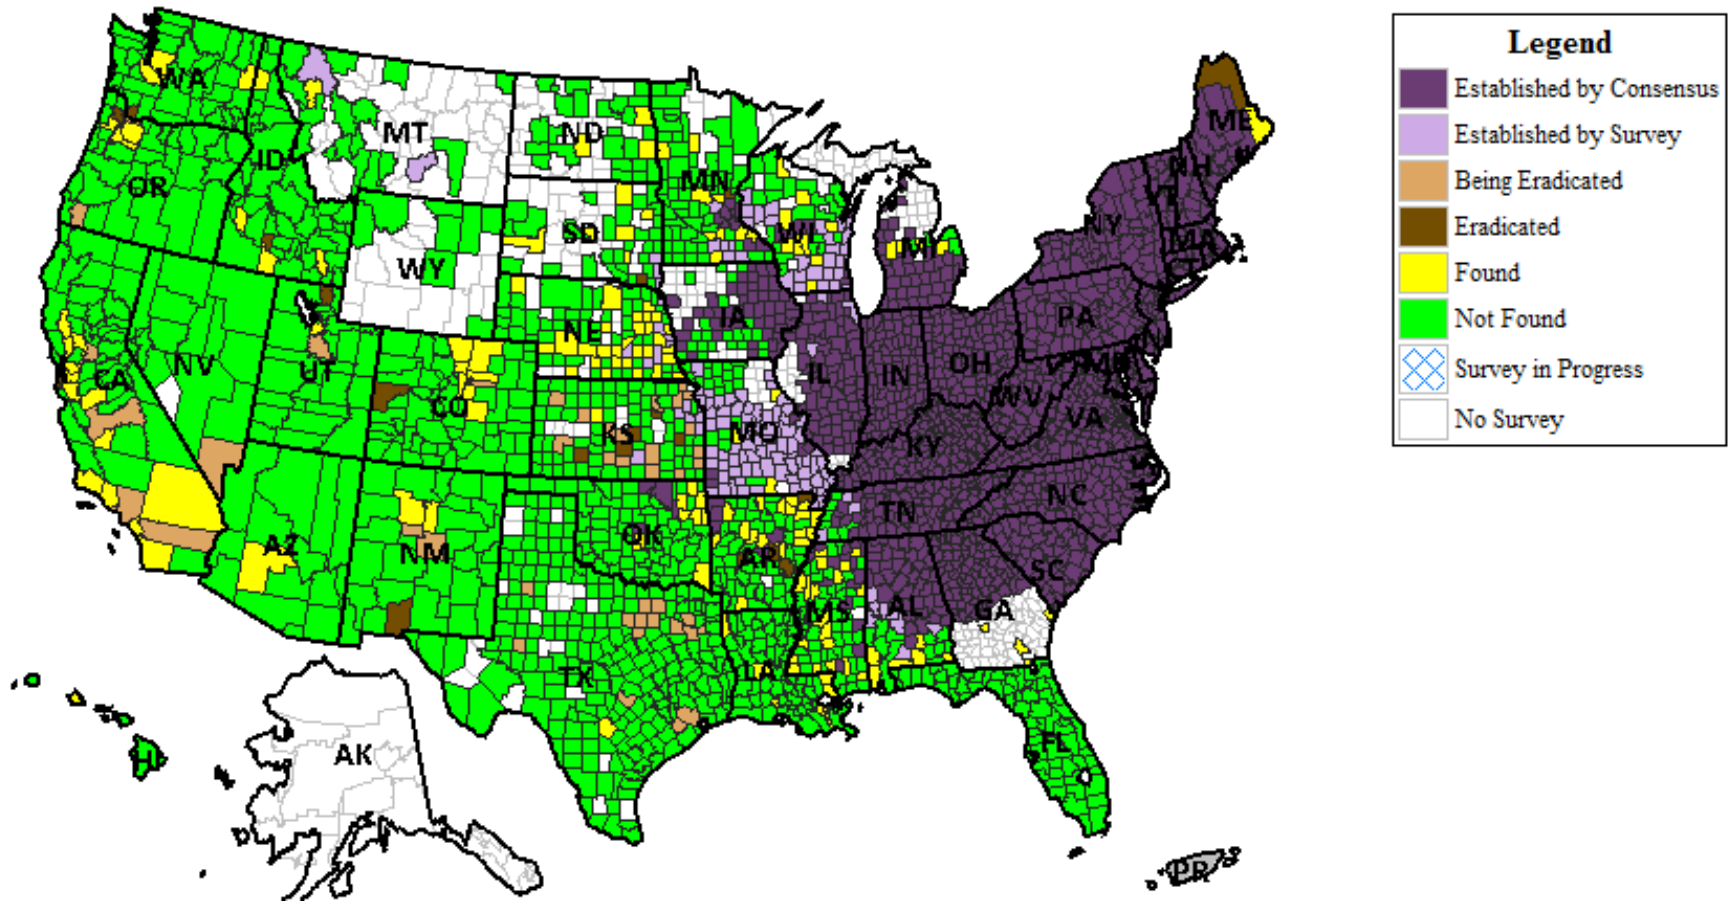 Legend
Established by Consensus
Established by Survey
Being Eradicated
Eradicated
Found
Not Found
Survey in Progress
No Survey
WA
MT
ND
ME
OR
ID
MN
NH
SD
WI
NY
WY
MI
MA
CT
NE
IA
PA
NJ
NV
UT
CA
CO
IL
IN
OH
MD
WV
VA
KS
MO
KY
TN
NC
AZ
NM
OK
AR
SC
MS
AL
GA
TX
LA
FL
AK
HI
PR